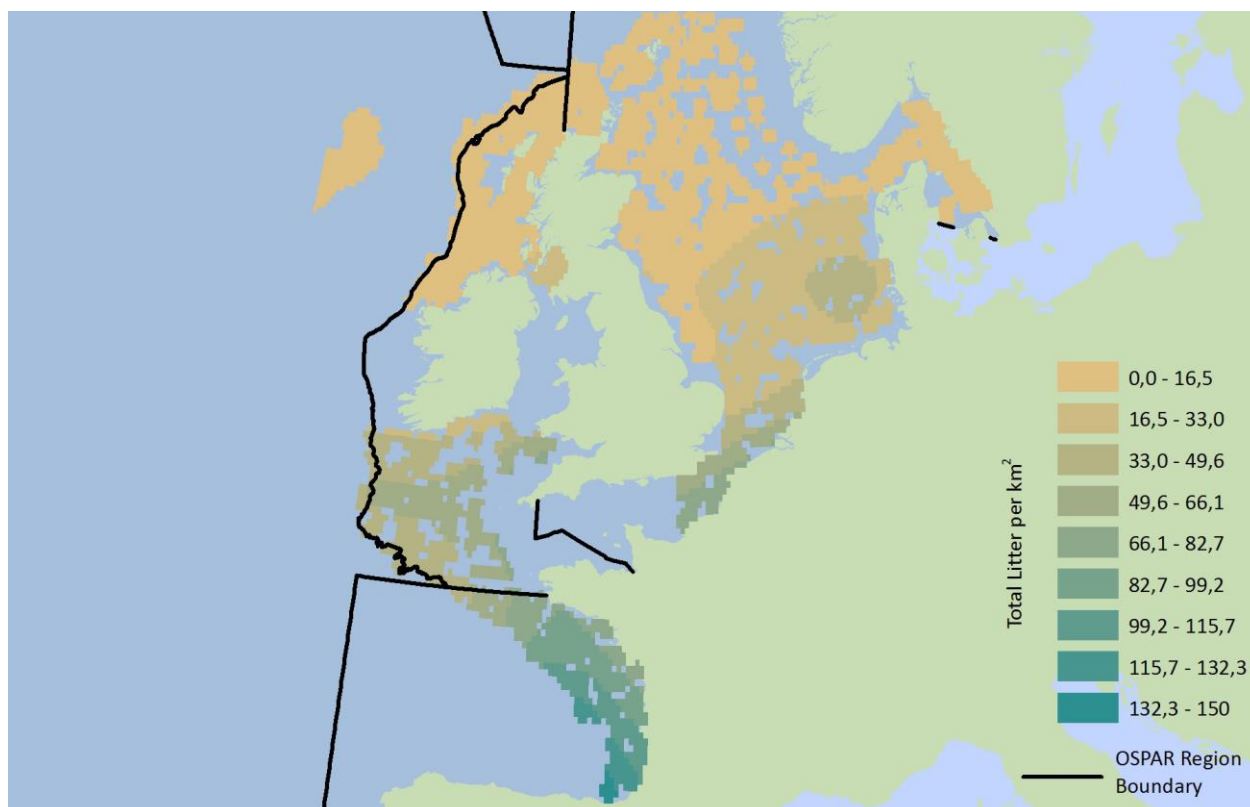 Total Litter per km²
0,0 - 16,5
16,5 - 33,0
33,0 - 49,6
49,6 - 66,1
66,1 - 82,7
82,7 - 99,2
99,2 - 115,7
115,7 - 132,3
132,3 - 150
OSPAR Region
Boundary